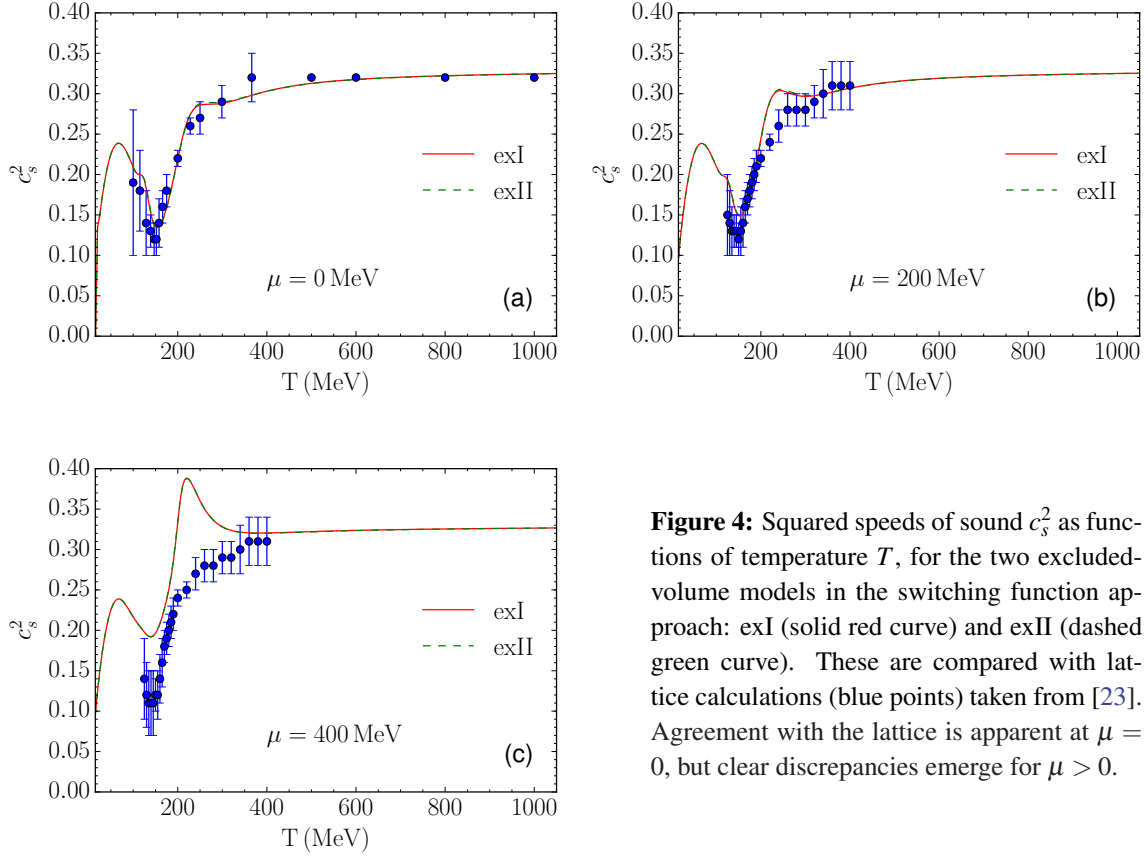 0.40
0.35
0.30
0.25
0.20
0.15
0.10
0.05
0.00
c_s^2
exI
exII
μ = 0 MeV
(a)
200 400 600 800 1000
T (MeV)
0.40
0.35
0.30
0.25
0.20
0.15
0.10
0.05
0.00
c_s^2
exI
exII
μ = 200 MeV
(b)
200 400 600 800 1000
T (MeV)
0.40
0.35
0.30
0.25
0.20
0.15
0.10
0.05
0.00
c_s^2
exI
exII
μ = 400 MeV
(c)
200 400 600 800 1000
T (MeV)
Figure 4: Squared speeds of sound c_s^2 as func-
tions of temperature T, for the two excluded-
volume models in the switching function ap-
proach: exI (solid red curve) and exII (dashed
green curve). These are compared with lat-
tice calculations (blue points) taken from [23].
Agreement with the lattice is apparent at μ =
0, but clear discrepancies emerge for μ > 0.